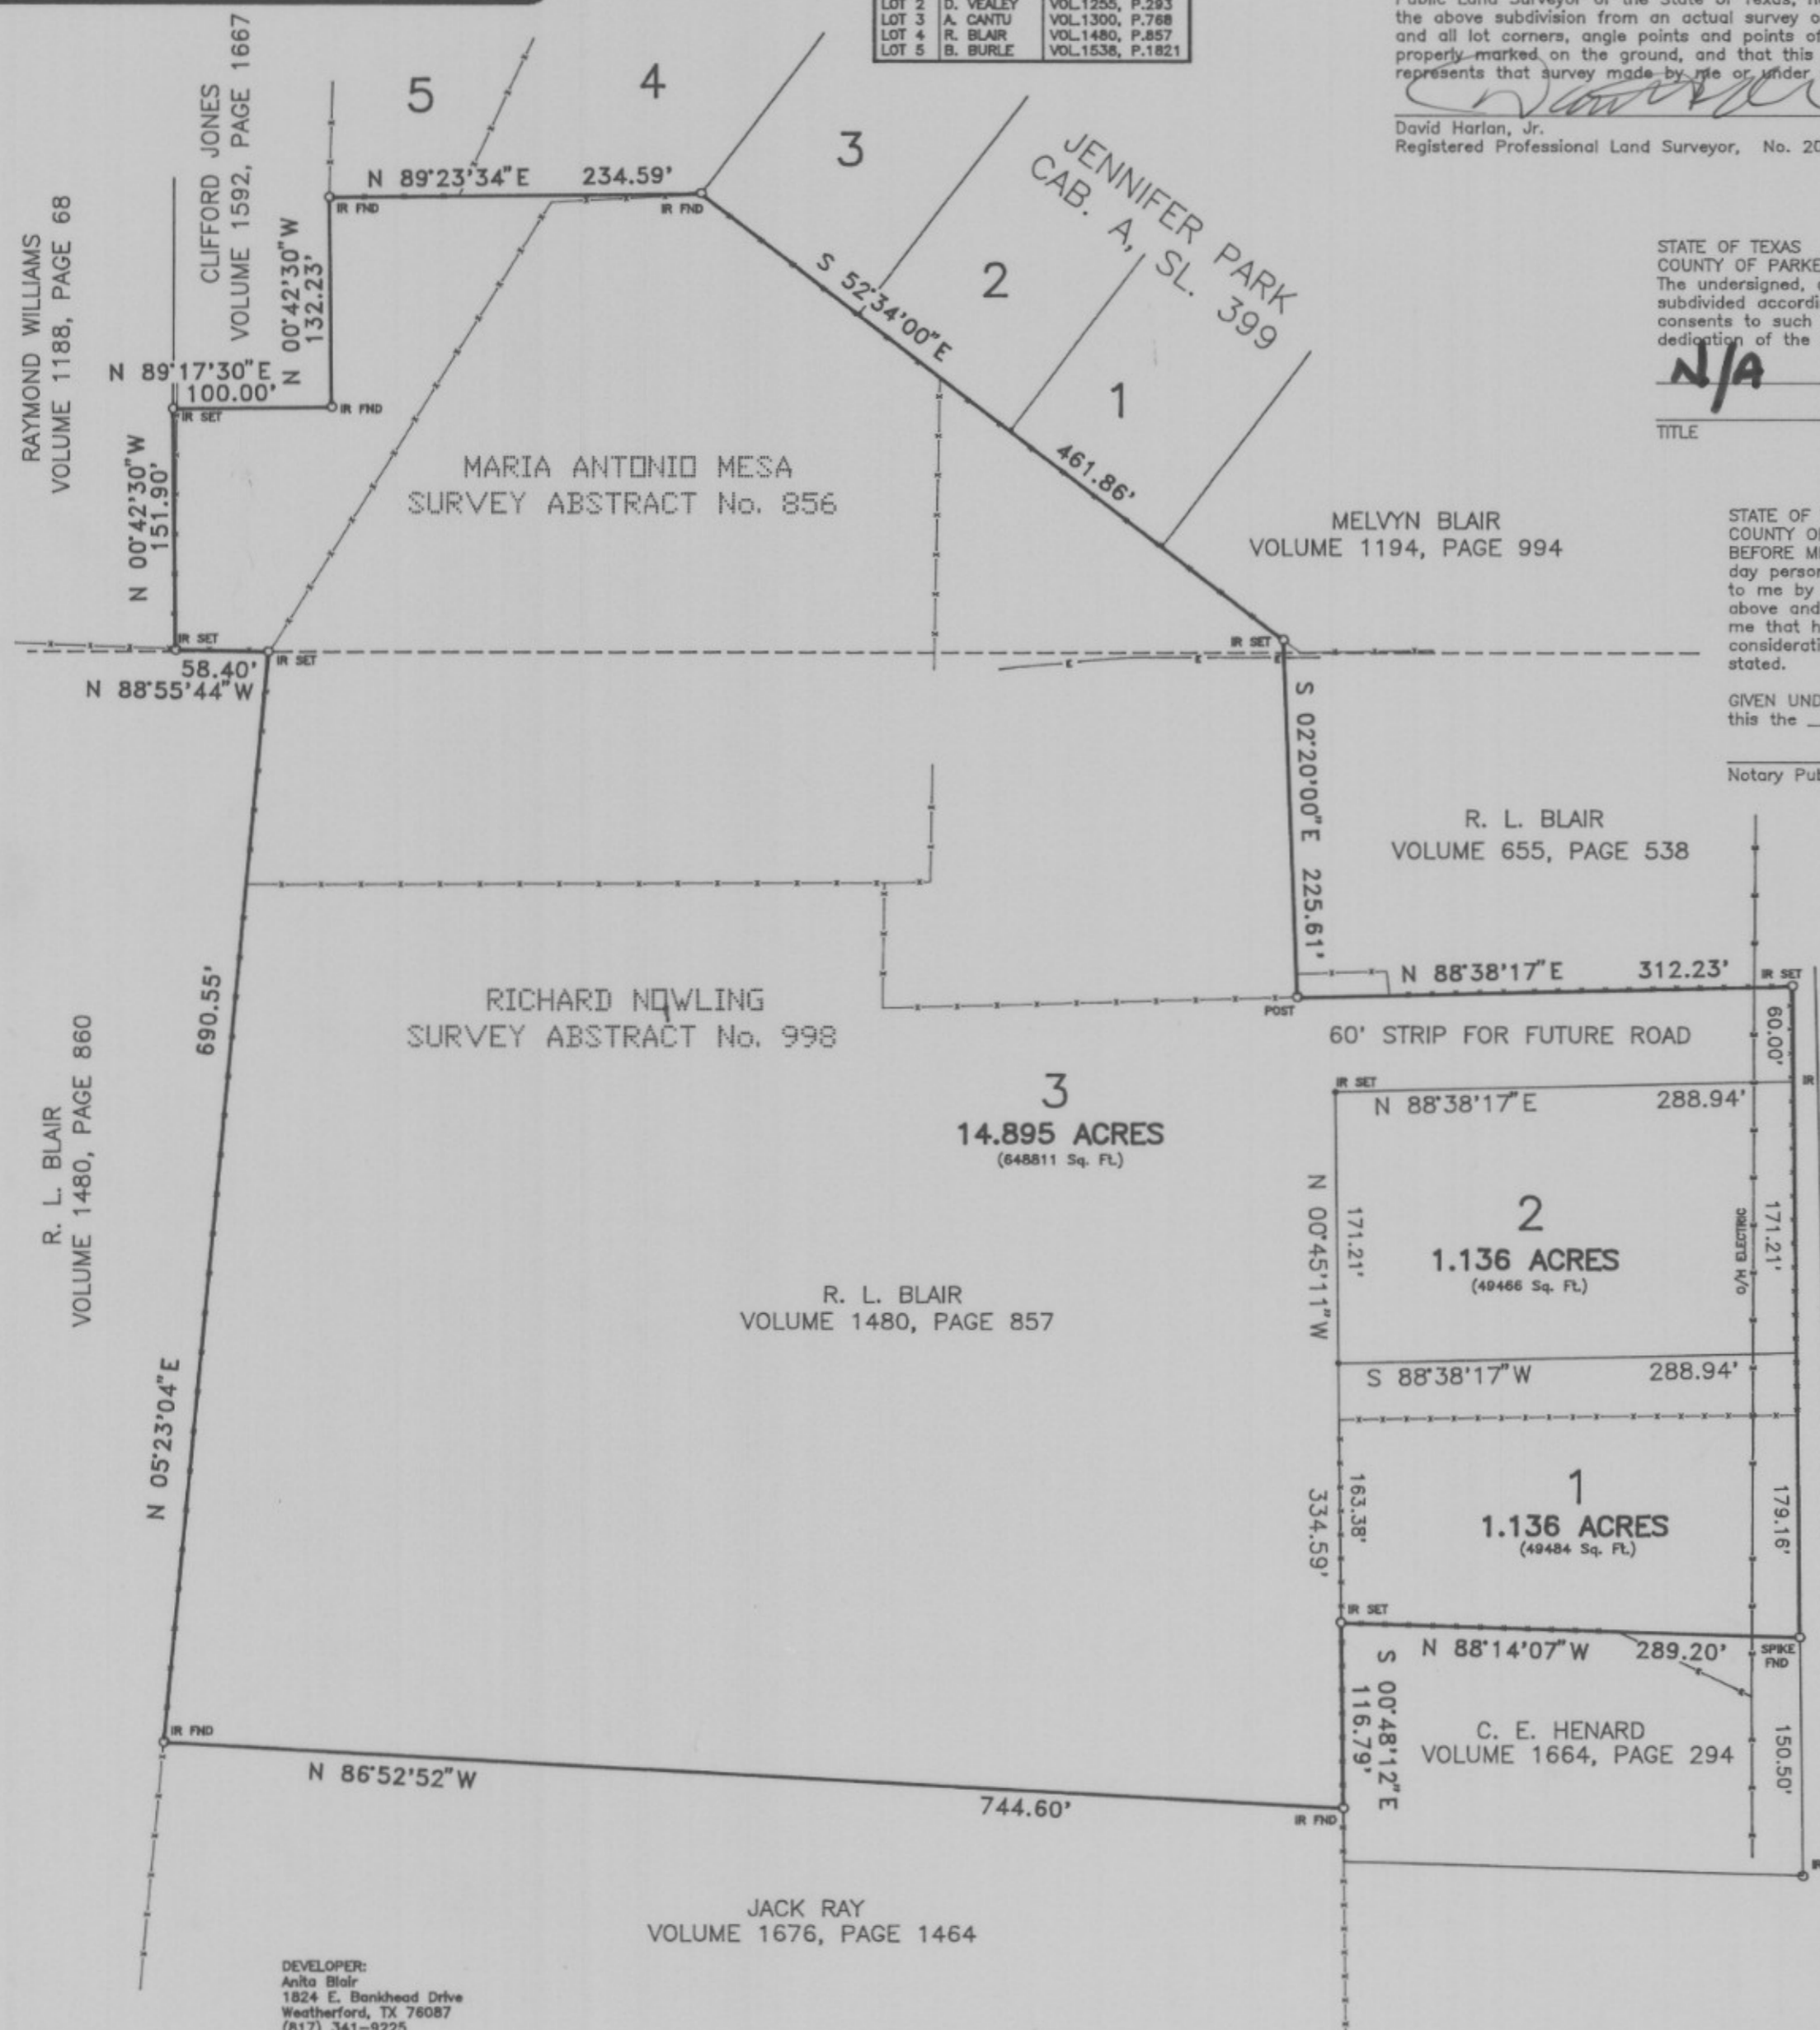 LOT 2 D. VEALEY VOL.1255, P.293
LOT 3 A. CANTU VOL.1300, P.768
LOT 4 R. BLAIR VOL.1480, P.857
LOT 5 B. BURLE VOL.1538, P.1821
the above subdivision from an actual survey
and all lot corners, angle points and points of
properly marked on the ground, and that this
represents that survey made by me or under
David Harlan, Jr.
Registered Professional Land Surveyor, No. 20
STATE OF TEXAS
COUNTY OF PARKE
The undersigned,
subdivided accordi
consents to such
dedication of the
N/A
TITLE
STATE OF
COUNTY O
BEFORE M
day person
to me by
above and
me that h
considerati
stated.
GIVEN UND
this the
Notary Pub
RAYMOND WILLIAMS
VOLUME 1188, PAGE 68
CLIFFORD JONES
VOLUME 1592, PAGE 1667
5
4
3
2
1
JENNIFER PARK
CAB. A, SL. 399
N 89°23'34"E 234.59'
IR FND
IR FND
N 00°42'30"W
132.23'
N 89°17'30"E
100.00'
IR SET
IR FND
N 00°42'30"W
151.90'
S 52°34'00"E
461.86'
MARIA ANTONIO MESA
SURVEY ABSTRACT No. 856
MELVYN BLAIR
VOLUME 1194, PAGE 994
IR SET
IR SET
IR SET
58.40'
N 88°55'44"W
S 02°20'00"E 225.61'
R. L. BLAIR
VOLUME 655, PAGE 538
690.55'
N 05°23'04"E
RICHARD NOWLING
SURVEY ABSTRACT No. 998
N 88°38'17"E 312.23'
IR SET
POST
60' STRIP FOR FUTURE ROAD
60.00'
IR
IR SET
N 88°38'17"E 288.94'
3
14.895 ACRES
(648811 Sq. Ft.)
R. L. BLAIR
VOLUME 1480, PAGE 860
N 00°45'11"W
334.59'
171.21'
2
1.136 ACRES
(49466 Sq. Ft.)
O/H ELECTRIC
171.21'
R. L. BLAIR
VOLUME 1480, PAGE 857
S 88°38'17"W 288.94'
163.38'
1
1.136 ACRES
(49484 Sq. Ft.)
179.16'
IR SET
N 88°14'07"W 289.20'
SPIKE
FND
S 00°48'12"E
116.79'
C. E. HENARD
VOLUME 1664, PAGE 294
150.50'
IR FND
N 86°52'52"W
744.60'
IR FND
JACK RAY
VOLUME 1676, PAGE 1464
DEVELOPER:
Anita Blair
1824 E. Bankhead Drive
Weatherford, TX 76087
(817) 341-9225